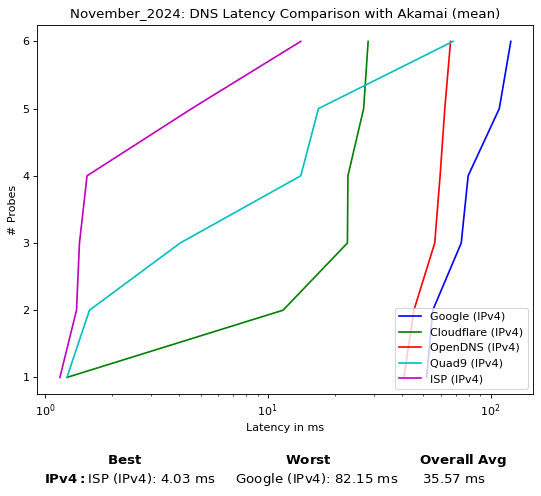 November_2024: DNS Latency Comparison with Akamai (mean)
6
5
4
3
2
1
# Probes
Google (IPv4)
Cloudflare (IPv4)
OpenDNS (IPv4)
Quad9 (IPv4)
ISP (IPv4)
10⁰ 10¹ 10²
Latency in ms
Best Worst Overall Avg
IPv4: ISP (IPv4): 4.03 ms Google (IPv4): 82.15 ms 35.57 ms